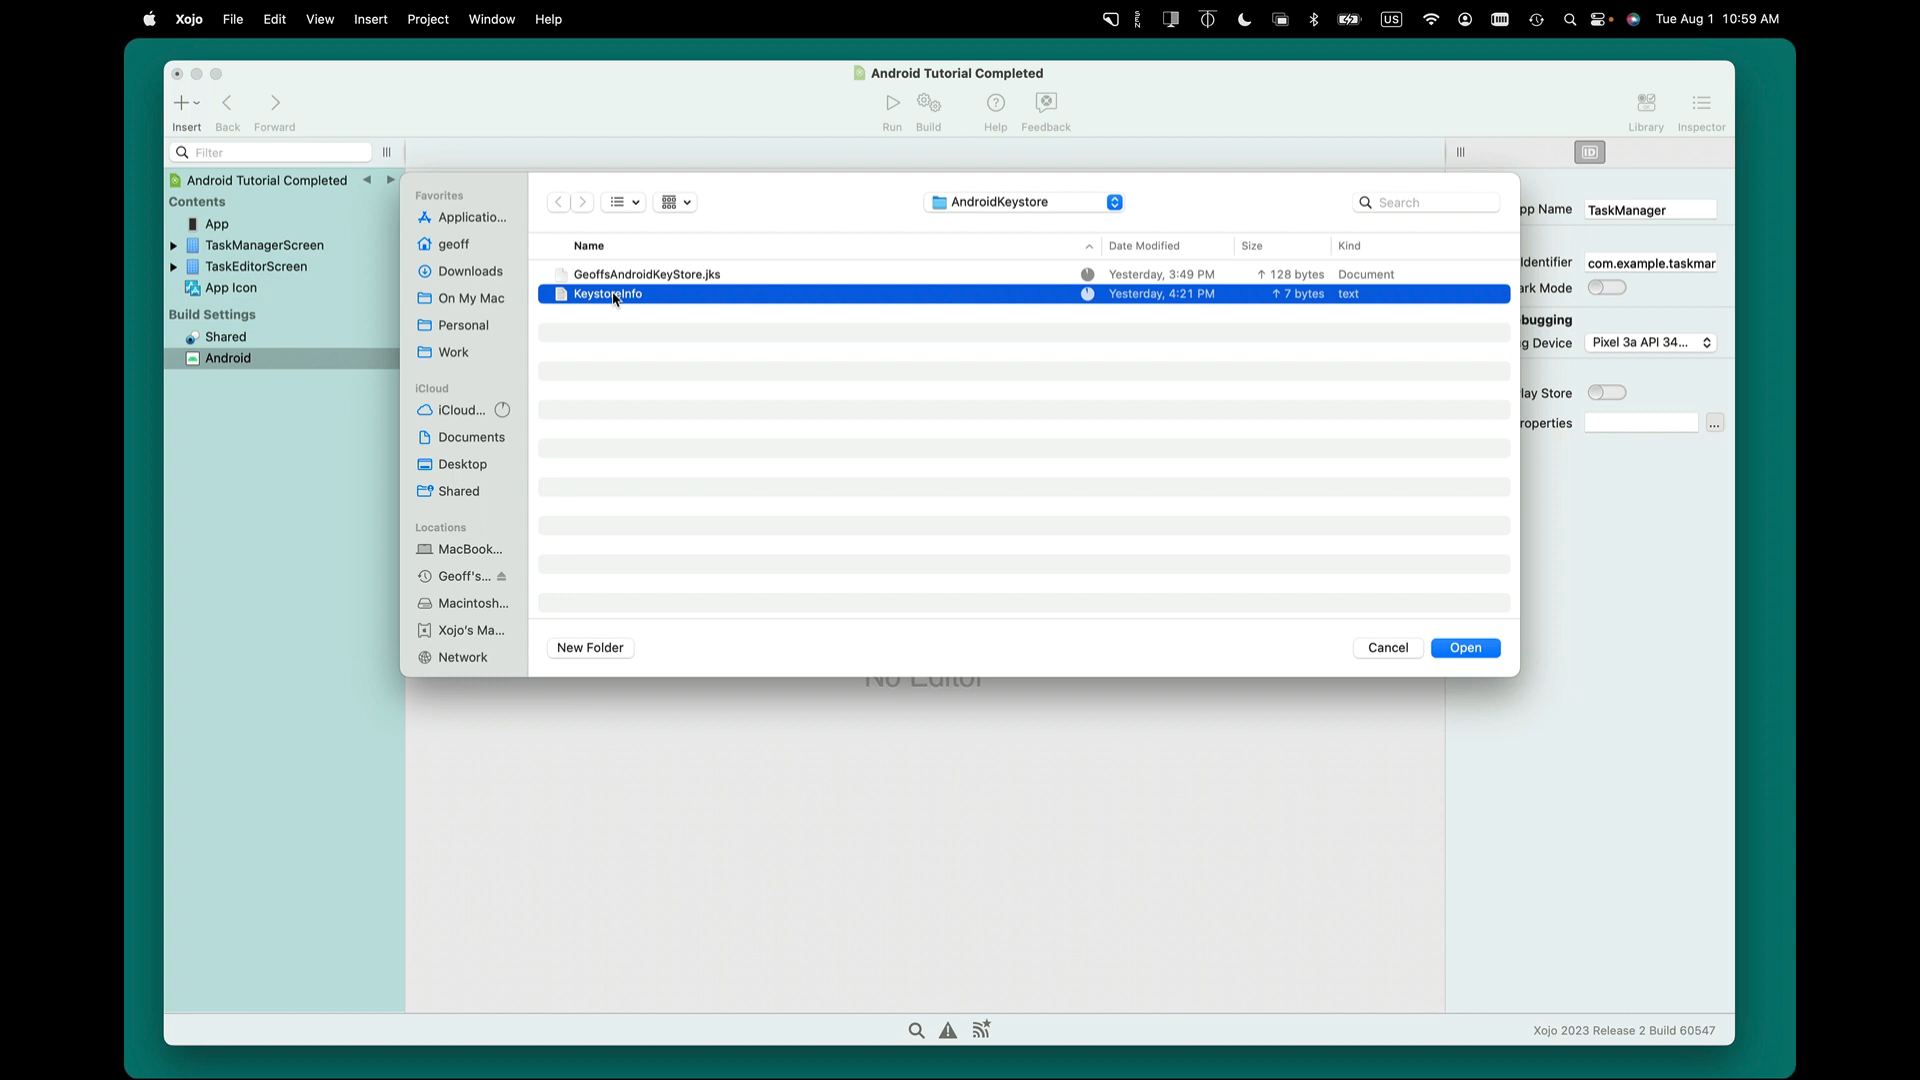 Xojo File Edit View Insert Project Window Help
US Tue Aug 1 10:59 AM
Android Tutorial Completed
Insert Back Forward Run Build Help Feedback Library Inspector
Filter
ID
Android Tutorial Completed
Contents
App
TaskManagerScreen
TaskEditorScreen
App Icon
Build Settings
Shared
Android
Favorites
Applicatio...
geoff
Downloads
On My Mac
Personal
Work
iCloud
iCloud...
Documents
Desktop
Shared
Locations
MacBook...
Geoff's...
Macintosh...
Xojo's Ma...
Network
AndroidKeystore
Search
Name Date Modified Size Kind
GeoffsAndroidKeyStore.jks Yesterday, 3:49 PM ↑ 128 bytes Document
KeystoreInfo Yesterday, 4:21 PM ↑ 7 bytes text
New Folder Cancel Open
pp Name TaskManager
Identifier com.example.taskmar
ark Mode
bugging
g Device Pixel 3a API 34...
lay Store
roperties ...
No Editor
Xojo 2023 Release 2 Build 60547